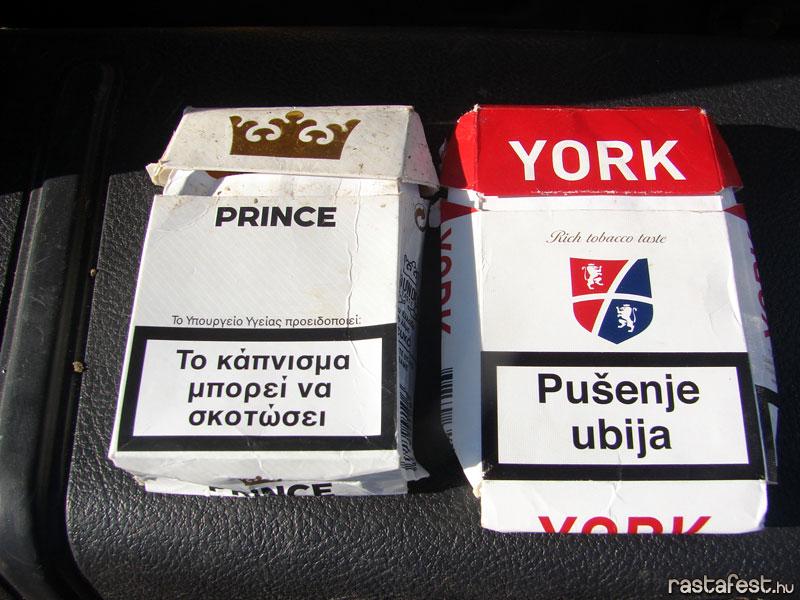 PRINCE
Το Υπουργείο Υγείας προειδοποιεί:
Το κάπνισμα
μπορεί να
σκοτώσει
PRINCE
YORK
Rich tobacco taste
YORK
Pušenje
ubija
YORK
rastafest.hu